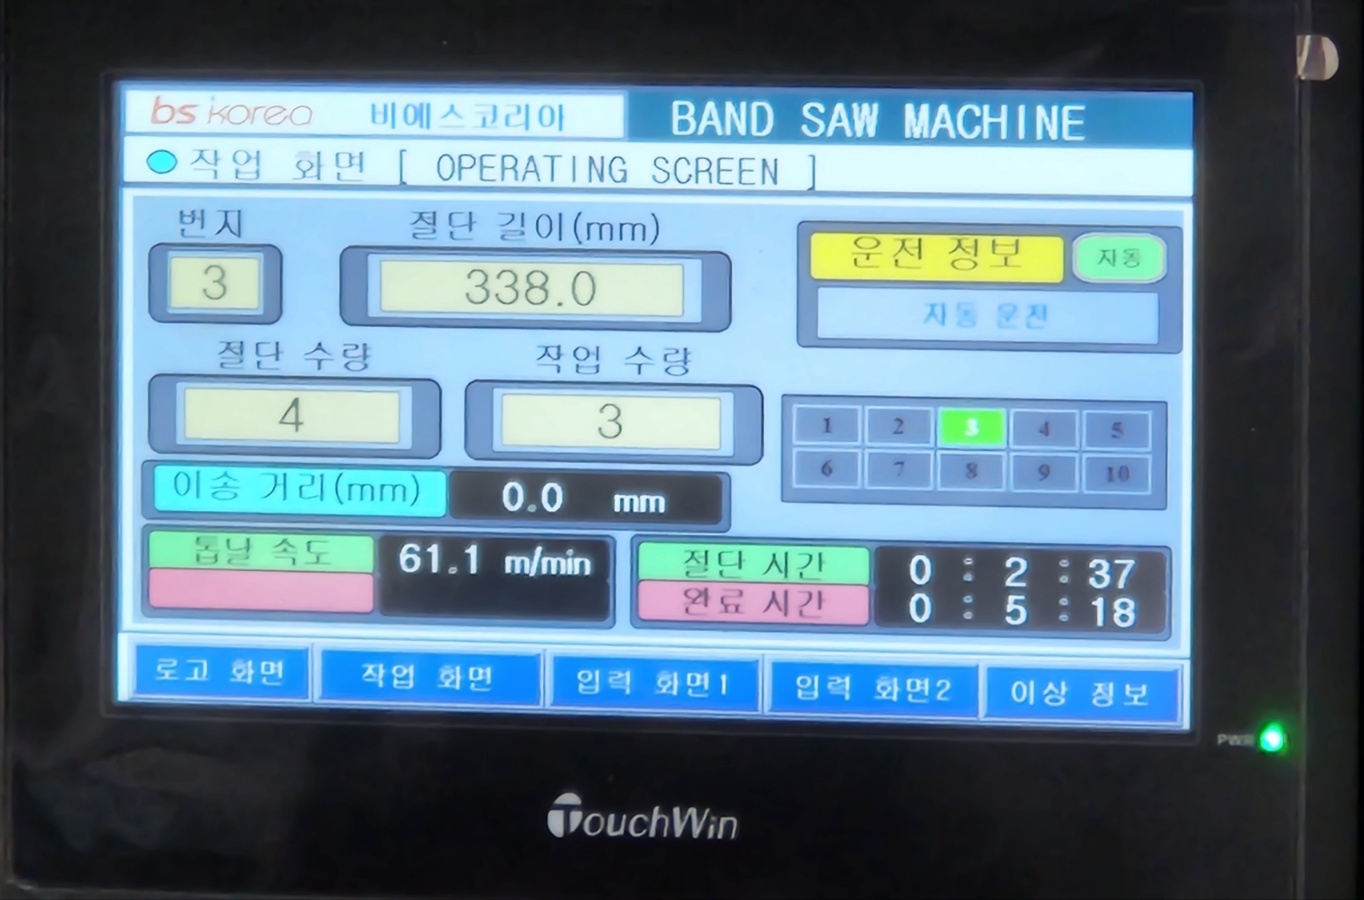 bs korea 비에스코리아 BAND SAW MACHINE
작업 화면 [ OPERATING SCREEN ]
번지 절단 길이(mm)
3 338.0
운전 정보 자동
자동 운전
절단 수량 작업 수량
4 3
1 2 3 4 5
6 7 8 9 10
이송 거리(mm) 0.0 mm
톱날 속도 61.1 m/min
절단 시간 0 : 2 : 37
완료 시간 0 : 5 : 18
로고 화면 작업 화면 입력 화면1 입력 화면2 이상 정보
PWR
TouchWin